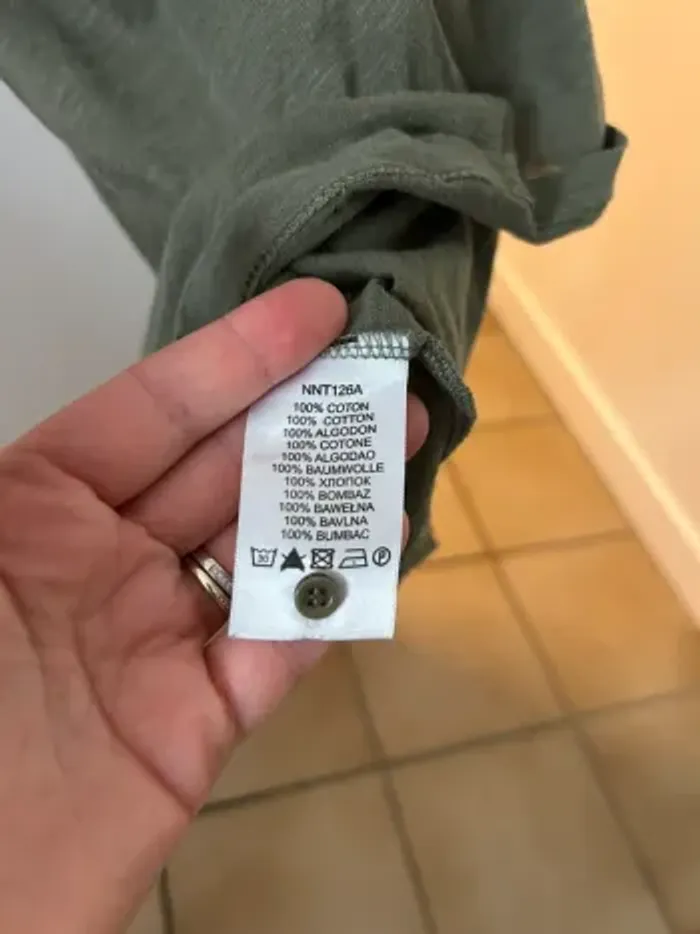 NNT126A
100% COTON
100% COTTON
100% ALGODON
100% COTONE
100% ALGODAO
100% BAUMWOLLE
100% ХЛОПОК
100% BOMBAZ
100% BAWEŁNA
100% BAVLNA
100% BUMBAC
30 P